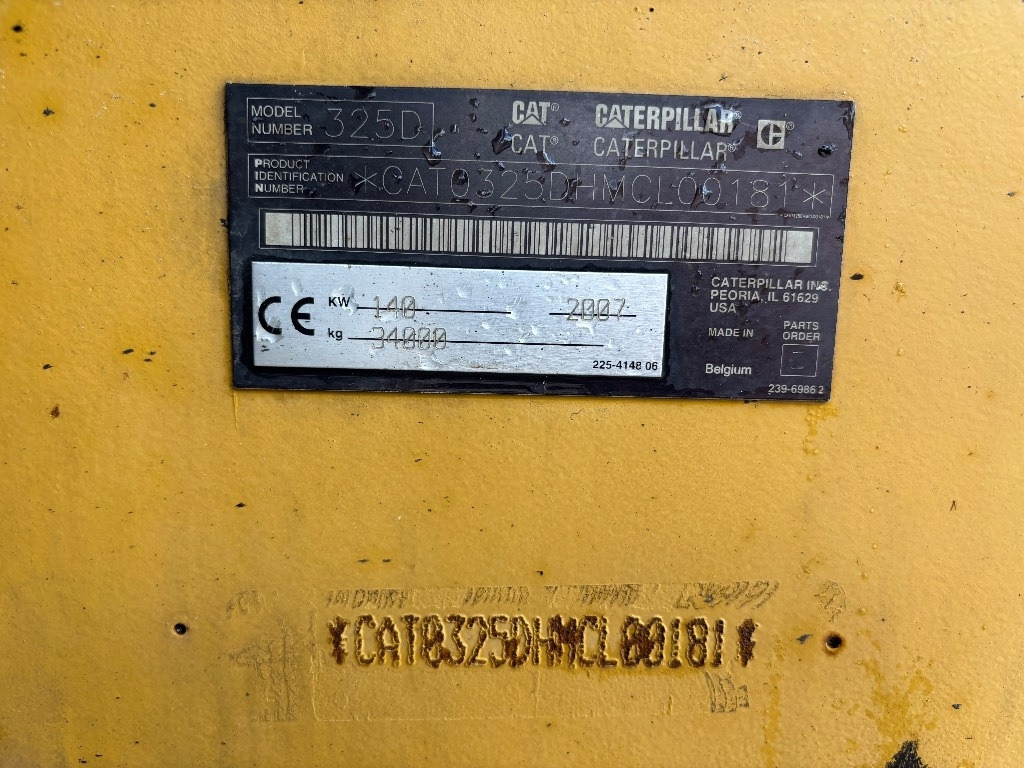 MODEL NUMBER 325D
CAT® CATERPILLAR®
CAT® CATERPILLAR®
PRODUCT IDENTIFICATION NUMBER *CAT0325DHMCL00181*
CE
KW 140 2007
kg 34000
225-4148 06
CATERPILLAR INC.
PEORIA, IL 61629
USA
MADE IN
Belgium
PARTS ORDER
239-6986 2
*CAT0325DHMCL00181*